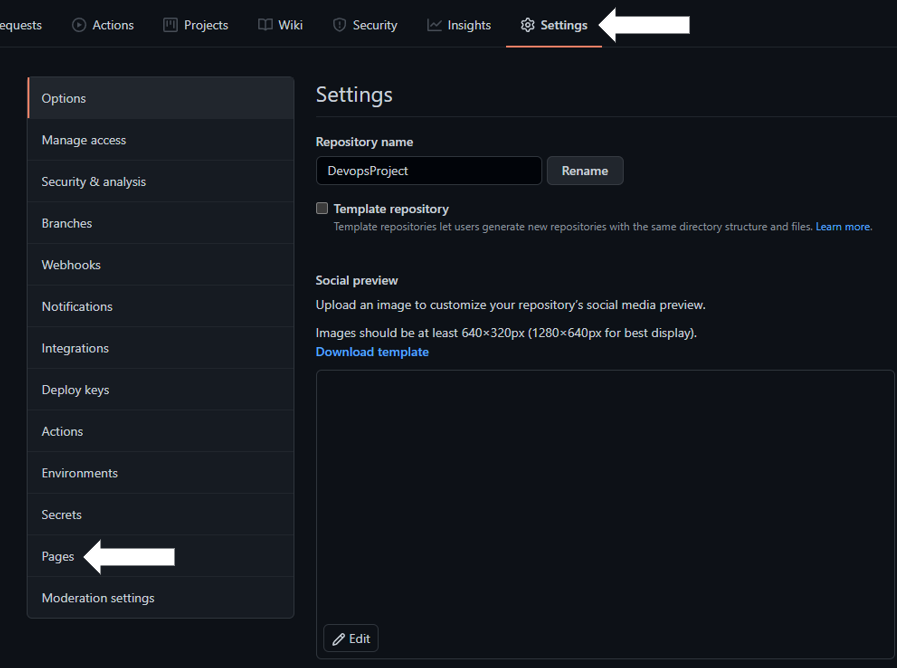 equests Actions Projects Wiki Security Insights Settings
Options
Manage access
Security & analysis
Branches
Webhooks
Notifications
Integrations
Deploy keys
Actions
Environments
Secrets
Pages
Moderation settings
Settings
Repository name
DevopsProject Rename
Template repository
Template repositories let users generate new repositories with the same directory structure and files. Learn more.
Social preview
Upload an image to customize your repository's social media preview.
Images should be at least 640×320px (1280×640px for best display).
Download template
Edit